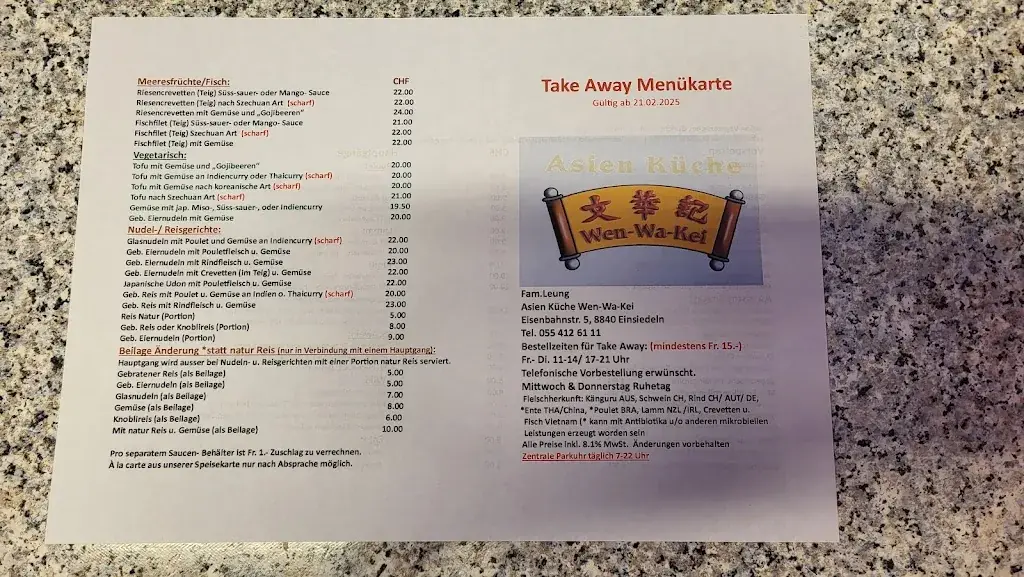 Meeresfrüchte/Fisch: CHF
Riesencrevetten (Teig) Süss-sauer- oder Mango- Sauce 22.00
Riesencrevetten (Teig) nach Szechuan Art (scharf) 22.00
Riesencrevetten mit Gemüse und „Gojibeeren“ 24.00
Fischfilet (Teig) Süss-sauer- oder Mango- Sauce 21.00
Fischfilet (Teig) Szechuan Art (scharf) 22.00
Fischfilet (Teig) mit Gemüse 22.00
Vegetarisch:
Tofu mit Gemüse und „Gojibeeren“ 20.00
Tofu mit Gemüse an Indiencurry oder Thaicurry (scharf) 20.00
Tofu mit Gemüse nach koreanische Art (scharf) 20.00
Tofu nach Szechuan Art (scharf) 21.00
Gemüse mit jap. Miso-, Süss-sauer-, oder Indiencurry 19.50
Geb. Eiernudeln mit Gemüse 20.00
Nudel-/ Reisgerichte:
Glasnudeln mit Poulet und Gemüse an Indiencurry (scharf) 22.00
Geb. Eiernudeln mit Pouletfleisch u. Gemüse 20.00
Geb. Eiernudeln mit Rindfleisch u. Gemüse 23.00
Geb. Eiernudeln mit Crevetten (im Teig) u. Gemüse 22.00
Japanische Udon mit Pouletfleisch u. Gemüse 22.00
Geb. Reis mit Poulet u. Gemüse an Indien o. Thaicurry (scharf) 20.00
Geb. Reis mit Rindfleisch u. Gemüse 23.00
Reis Natur (Portion) 5.00
Geb. Reis oder Knoblireis (Portion) 8.00
Geb. Eiernudeln (Portion) 9.00
Beilage Änderung *statt natur Reis (nur in Verbindung mit einem Hauptgang):
Hauptgang wird ausser bei Nudeln- u. Reisgerichten mit einer Portion natur Reis serviert.
Gebratener Reis (als Beilage) 5.00
Geb. Eiernudeln (als Beilage) 5.00
Glasnudeln (als Beilage) 7.00
Gemüse (als Beilage) 8.00
Knoblireis (als Beilage) 6.00
Mit natur Reis u. Gemüse (als Beilage) 10.00
Pro separatem Saucen- Behälter ist Fr. 1.- Zuschlag zu verrechnen.
À la carte aus unserer Speisekarte nur nach Absprache möglich.
Take Away Menükarte
Gültig ab 21.02.2025
Asien Küche
文華記
Wen-Wa-Kei
Fam.Leung
Asien Küche Wen-Wa-Kei
Eisenbahnstr. 5, 8840 Einsiedeln
Tel. 055 412 61 11
Bestellzeiten für Take Away: (mindestens Fr. 15.-)
Fr.- Di. 11-14/ 17-21 Uhr
Telefonische Vorbestellung erwünscht.
Mittwoch & Donnerstag Ruhetag
Fleischherkunft: Känguru AUS, Schwein CH, Rind CH/ AUT/ DE,
*Ente THA/China, *Poulet BRA, Lamm NZL /IRL, Crevetten u.
Fisch Vietnam (* kann mit Antibiotika u/o anderen mikrobiellen
Leistungen erzeugt worden sein
Alle Preise inkl. 8.1% MwSt. Änderungen vorbehalten
Zentrale Parkuhr täglich 7-22 Uhr